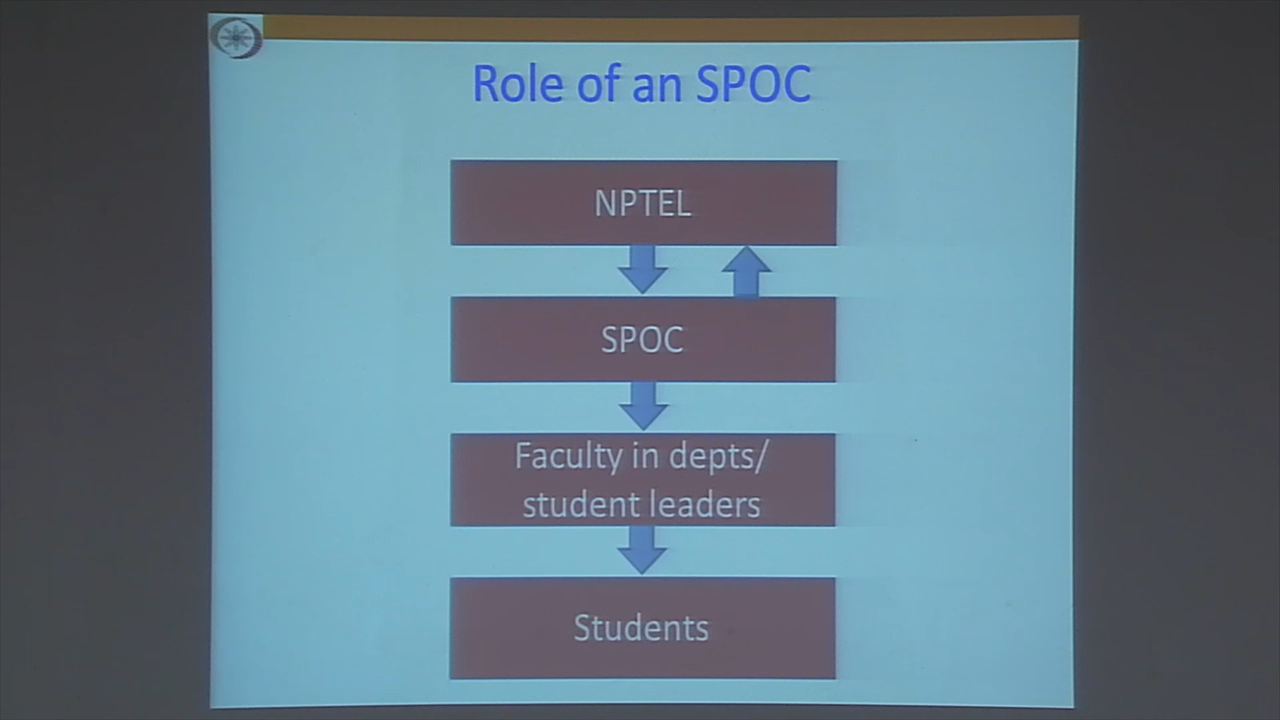 Role of an SPOC
NPTEL
SPOC
Faculty in depts/
student leaders
Students